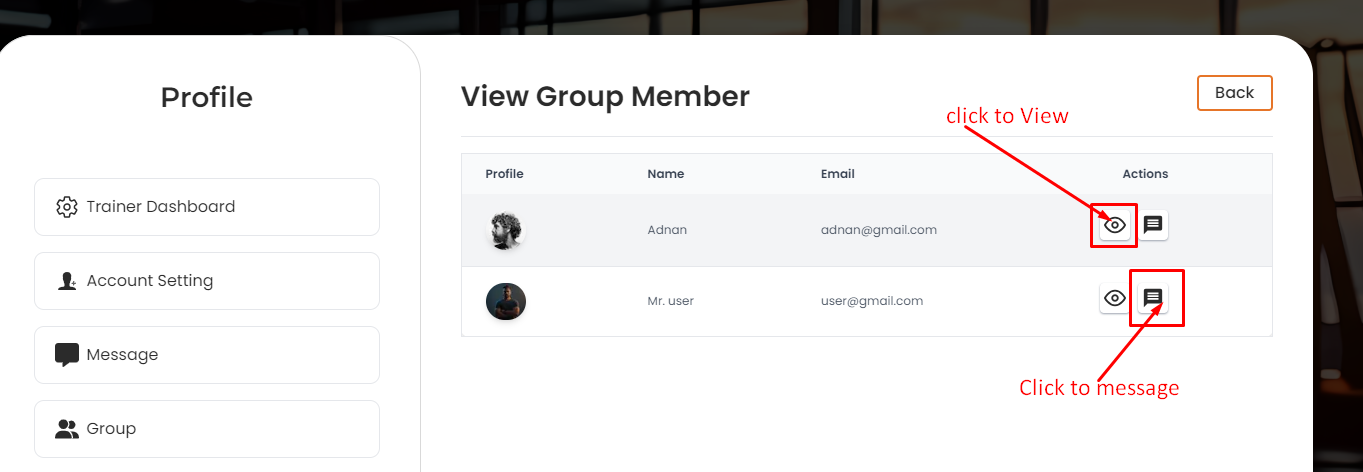 Profile
Trainer Dashboard
Account Setting
Message
Group
View Group Member
Back
click to View
Profile Name Email Actions
Adnan adnan@gmail.com
Mr. user user@gmail.com
Click to message